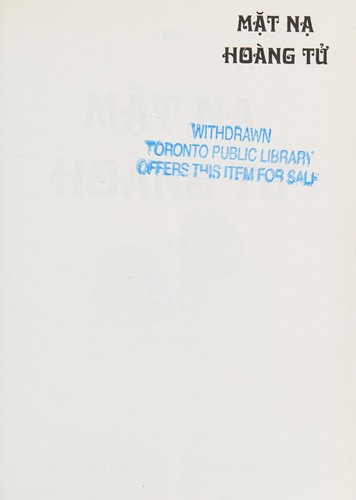 MẶT NẠ
HOÀNG TỬ
WITHDRAWN
TORONTO PUBLIC LIBRARY
OFFERS THIS ITEM FOR SALE